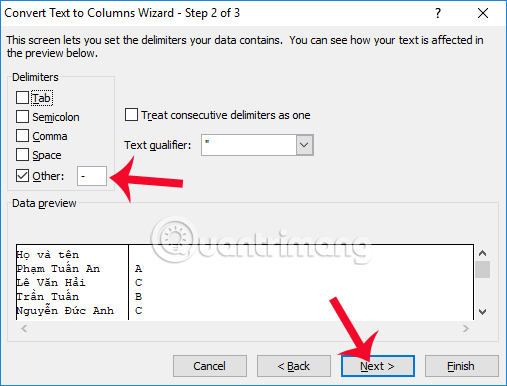 Convert Text to Columns Wizard - Step 2 of 3
This screen lets you set the delimiters your data contains. You can see how your text is affected in
the preview below.
Delimiters
Tab
Semicolon
Comma
Space
Other: -
Treat consecutive delimiters as one
Text qualifier: "
Data preview
Quantrimang
Họ và tên
Phạm Tuấn An A
Lê Văn Hải C
Trần Tuấn B
Nguyễn Đức Anh C
Cancel < Back Next > Finish